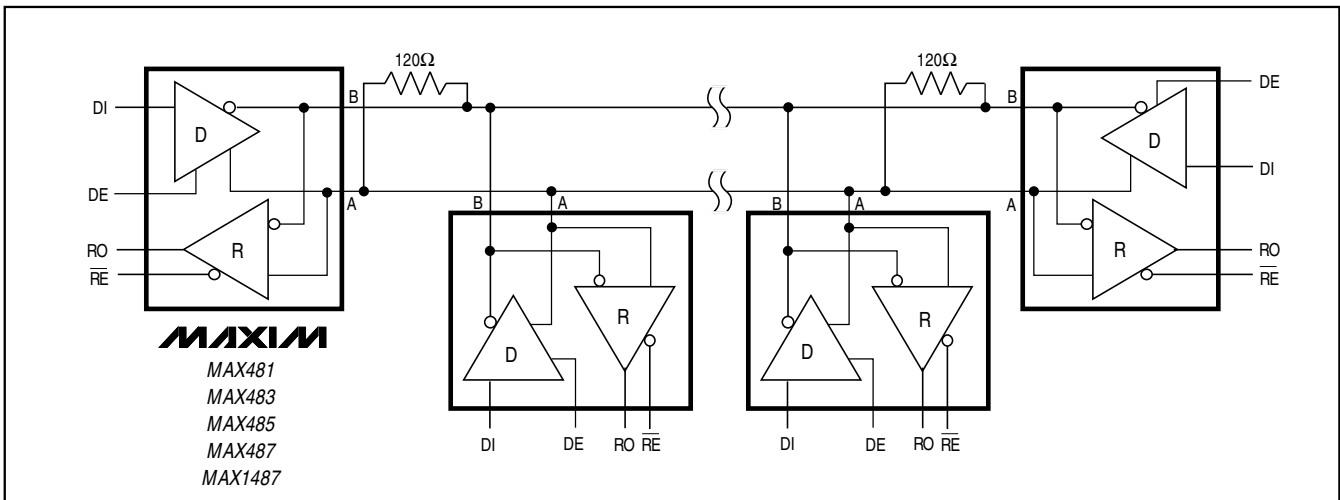 120Ω
120Ω
B
B
DE
DI
D
D
DI
DE
A
B
A
B
A
A
RO
R
R
RO
RE
RE
R
R
D
D
MAXIM
MAX481
MAX483
MAX485
MAX487
MAX1487
DI
DE
RO
RE
DI
DE
RO
RE